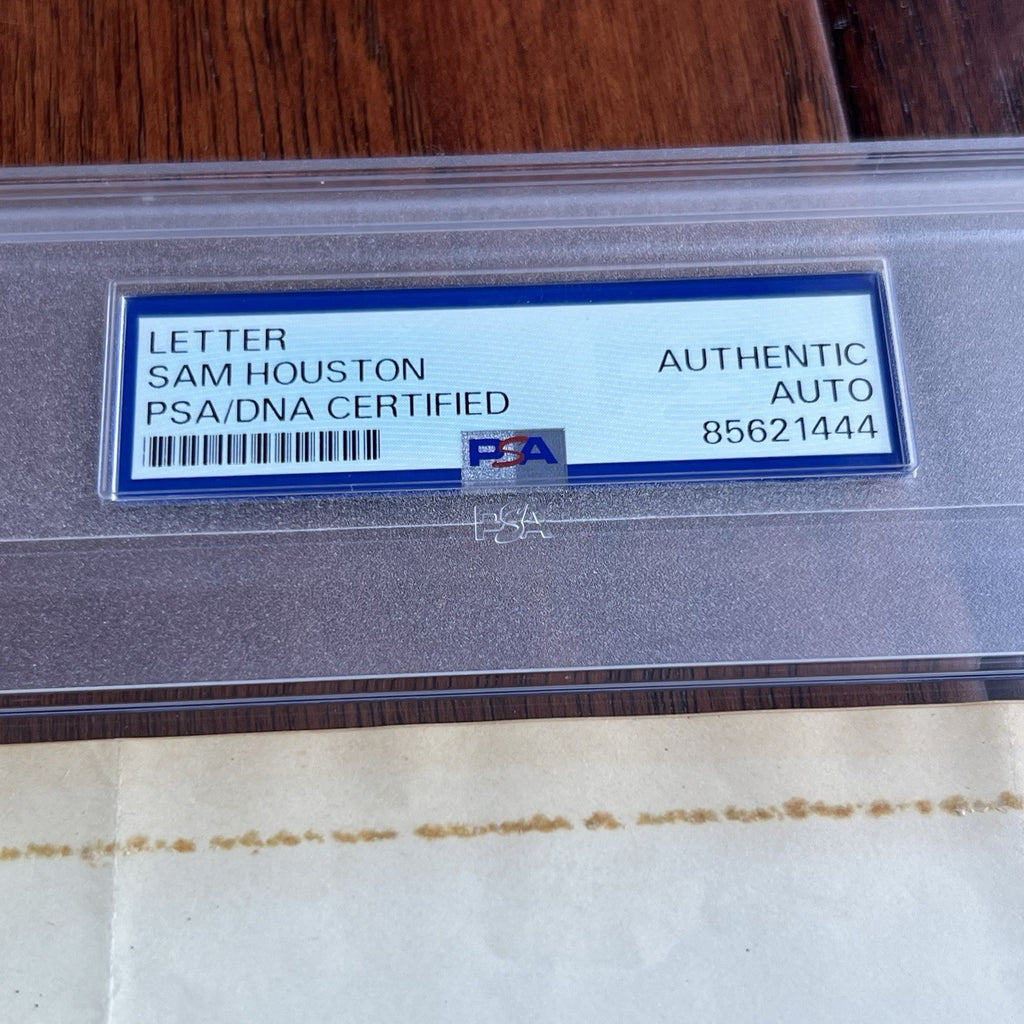 LETTER
SAM HOUSTON
PSA/DNA CERTIFIED
AUTHENTIC
AUTO
85621444
PSA
PSA